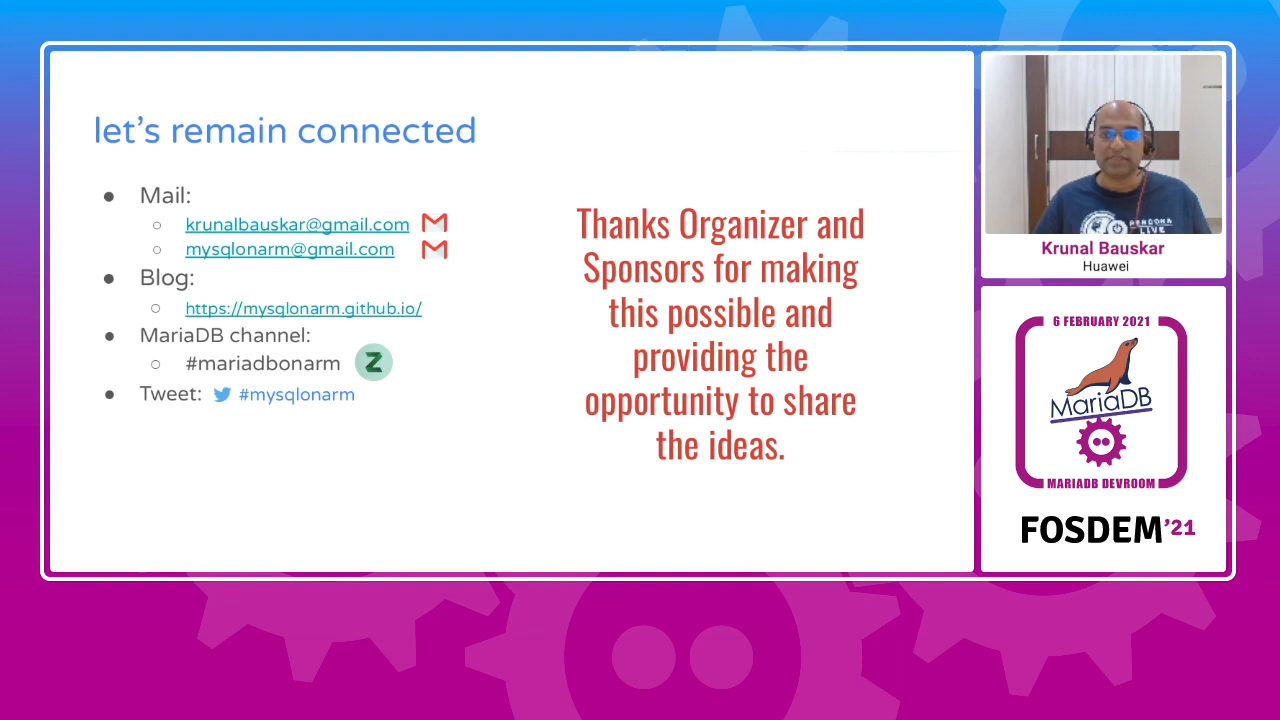 let's remain connected
Mail:
krunalbauskar@gmail.com
mysqlonarm@gmail.com
Blog:
https://mysqlonarm.github.io/
MariaDB channel:
#mariadbonarm
Z
Tweet: #mysqlonarm
Thanks Organizer and
Sponsors for making
this possible and
providing the
opportunity to share
the ideas.
PERCONA
LIVE
Krunal Bauskar
Huawei
6 FEBRUARY 2021
MariaDB
MARIADB DEVROOM
FOSDEM'21